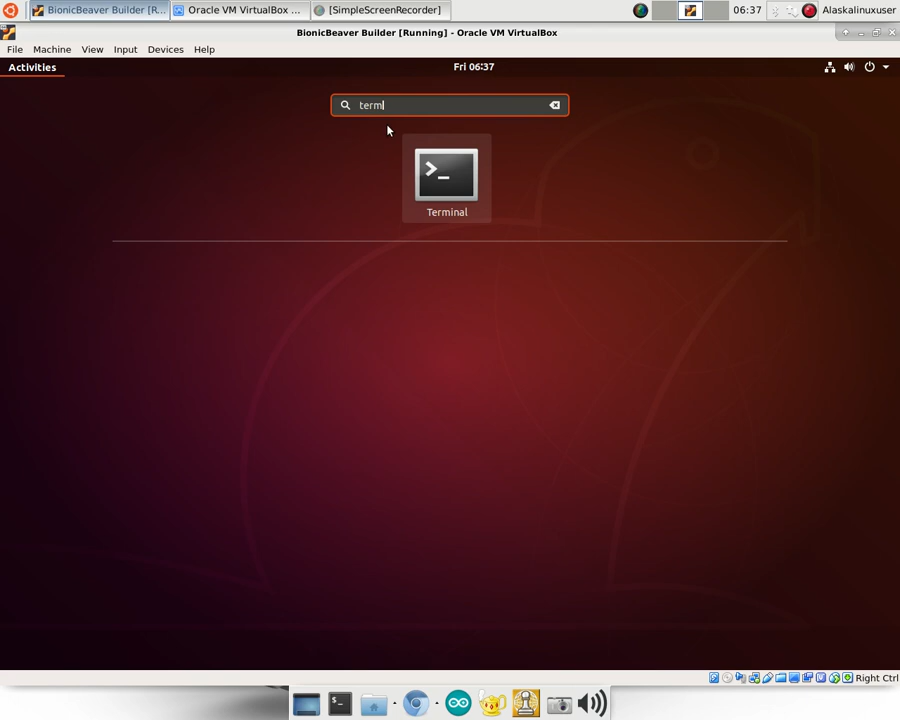 BionicBeaver Builder [R...
Oracle VM VirtualBox ...
[SimpleScreenRecorder]
06:37
Alaskalinuxuser
BionicBeaver Builder [Running] - Oracle VM VirtualBox
File Machine View Input Devices Help
Activities
Fri 06:37
term
>_
Terminal
$_
Right Ctrl